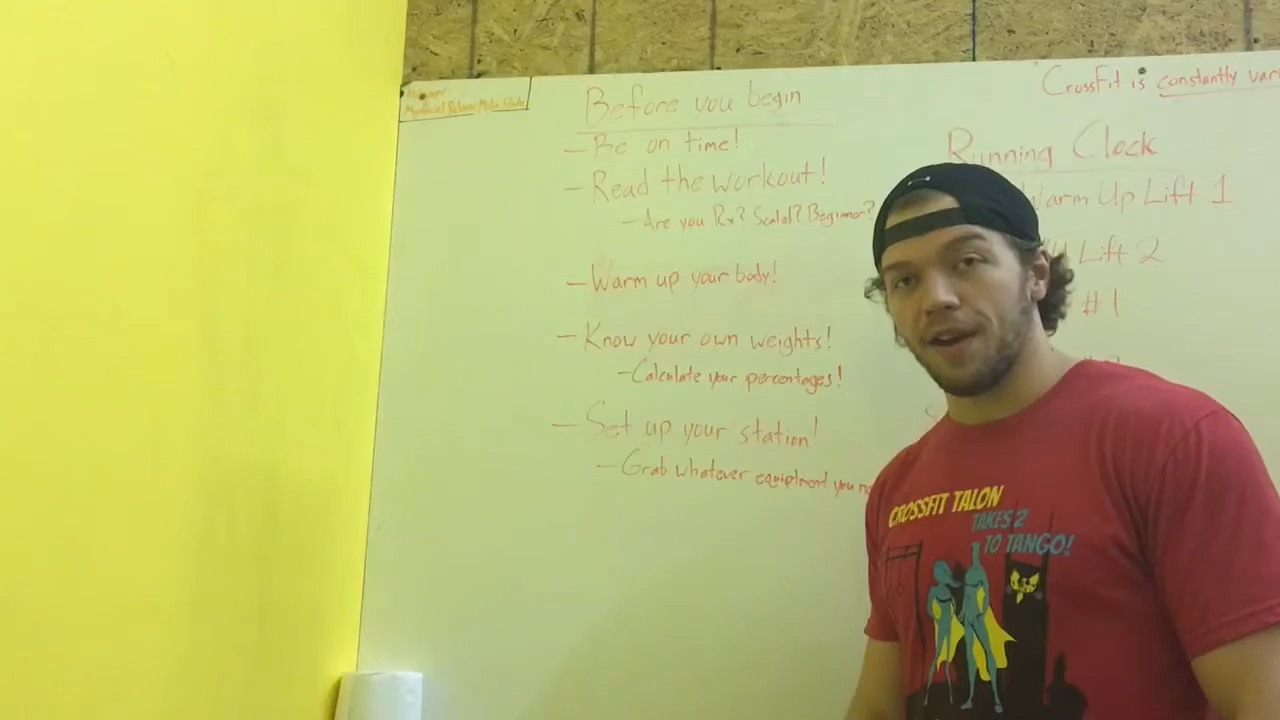 Before you begin
- Be on time!
- Read the workout!
- Are you Rx? Scaled? Beginner?
- Warm up your body!
- Know your own weights!
- Calculate your percentages!
- Set up your station!
- Grab whatever equiptment you
CrossFit is constantly
Running Clock
Warm Up Lift 1
Lift 2
#1
CROSSFIT TALON
TAKES 2
TO TANGO!